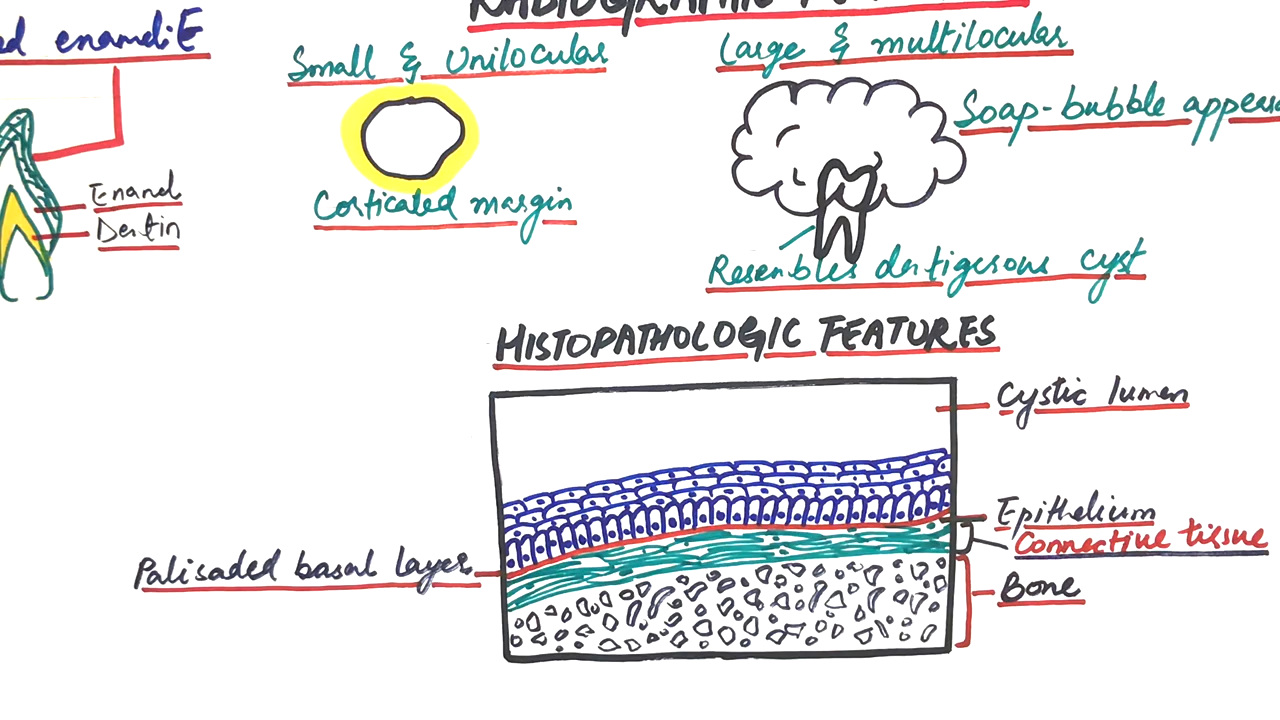 enamel:E
Small & Unilocular
Large & multilocular
Soap-bubble
Enamel
Dentin
Corticated margin
Resembles dentigerous cyst
HISTOPATHOLOGIC FEATURES
Cystic lumen
Epithelium
Connective tissue
Palisaded basal layer
Bone